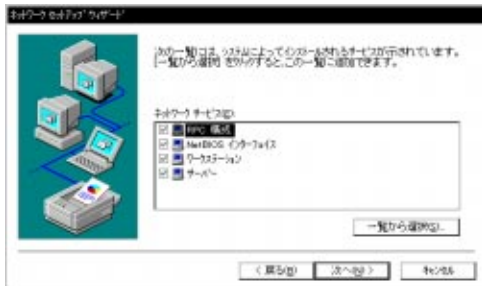 ネットワーク セットアップ ウィザード
次の一覧には、システムによってインストールされるサービスが示されています。
[一覧から選択] をクリックすると、この一覧に追加できます。
ネットワーク サービス(E):
RPC 構成
NetBIOS インターフェイス
ワークステーション
サーバー
一覧から選択(S)...
< 戻る(B)
次へ(N) >
キャンセル